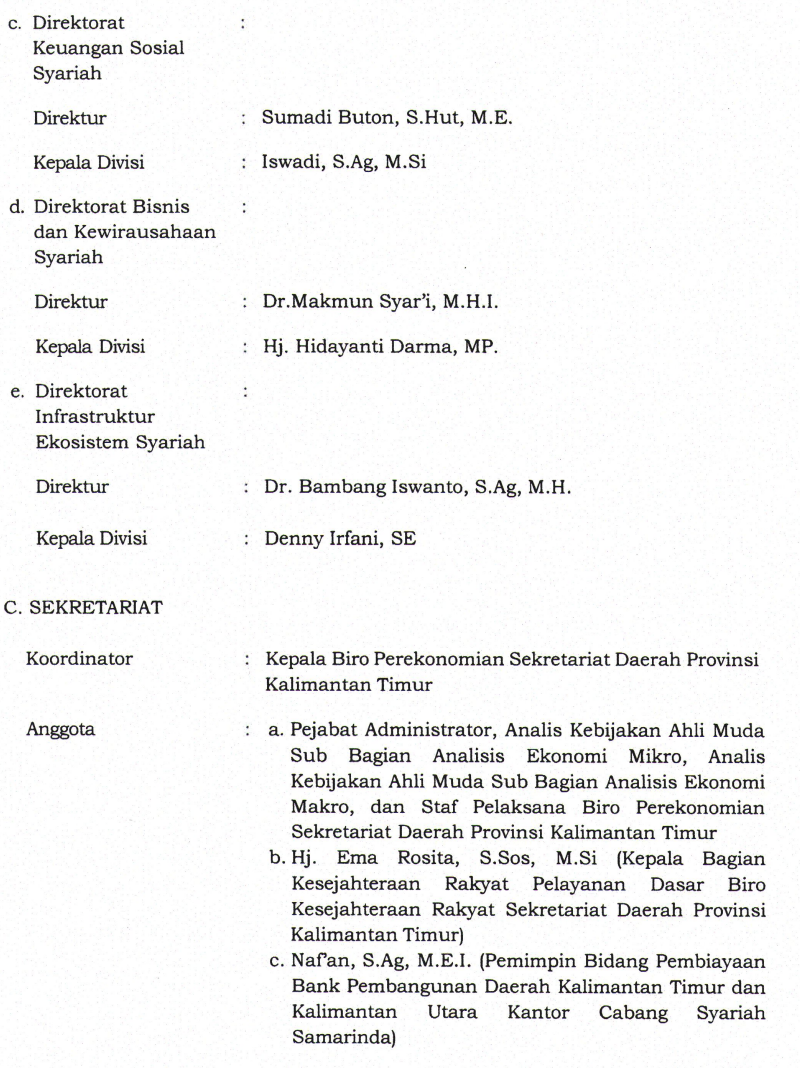 c. Direktorat :
Keuangan Sosial
Syariah
Direktur : Sumadi Buton, S.Hut, M.E.
Kepala Divisi : Iswadi, S.Ag, M.Si
d. Direktorat Bisnis :
dan Kewirausahaan
Syariah
Direktur : Dr.Makmun Syar'i, M.H.I.
Kepala Divisi : Hj. Hidayanti Darma, MP.
e. Direktorat :
Infrastruktur
Ekosistem Syariah
Direktur : Dr. Bambang Iswanto, S.Ag, M.H.
Kepala Divisi : Denny Irfani, SE
C. SEKRETARIAT
Koordinator : Kepala Biro Perekonomian Sekretariat Daerah Provinsi
Kalimantan Timur
Anggota : a. Pejabat Administrator, Analis Kebijakan Ahli Muda
Sub Bagian Analisis Ekonomi Mikro, Analis
Kebijakan Ahli Muda Sub Bagian Analisis Ekonomi
Makro, dan Staf Pelaksana Biro Perekonomian
Sekretariat Daerah Provinsi Kalimantan Timur
b. Hj. Ema Rosita, S.Sos, M.Si (Kepala Bagian
Kesejahteraan Rakyat Pelayanan Dasar Biro
Kesejahteraan Rakyat Sekretariat Daerah Provinsi
Kalimantan Timur)
c. Naf'an, S.Ag, M.E.I. (Pemimpin Bidang Pembiayaan
Bank Pembangunan Daerah Kalimantan Timur dan
Kalimantan Utara Kantor Cabang Syariah
Samarinda)